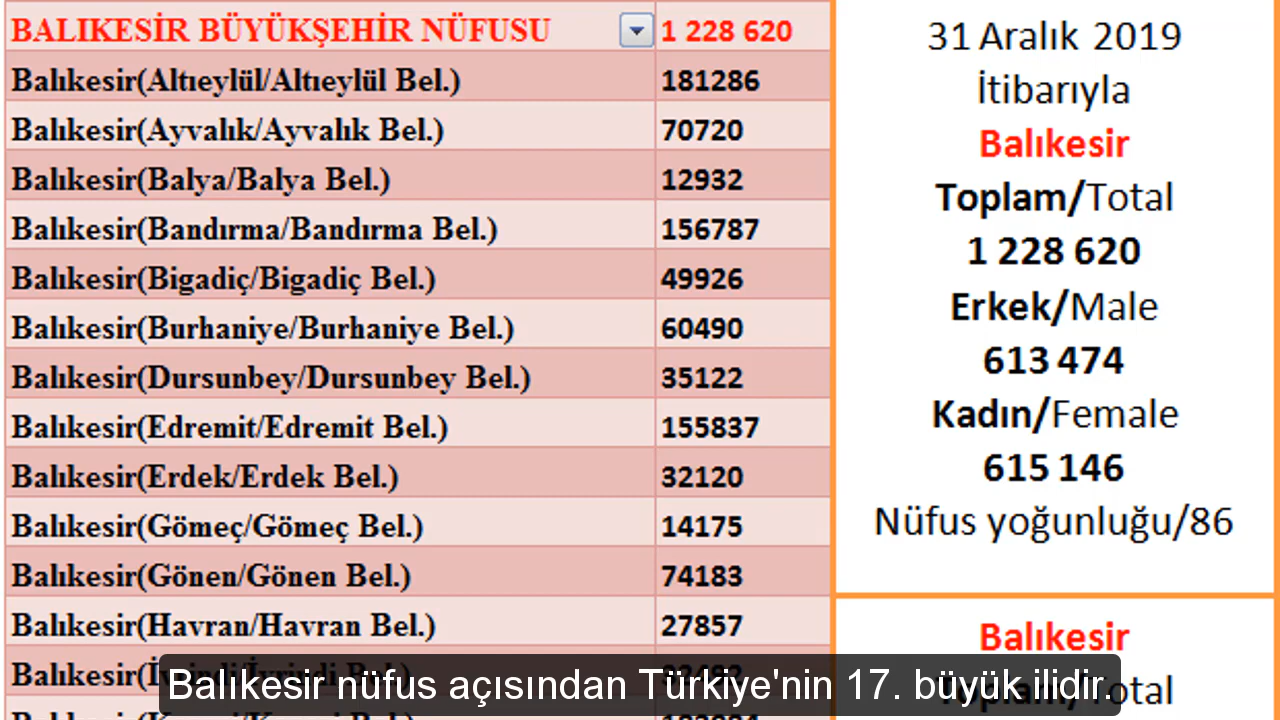 BALIKESİR BÜYÜKŞEHİR NÜFUSU 1 228 620
Balıkesir(Altıeylül/Altıeylül Bel.) 181286
Balıkesir(Ayvalık/Ayvalık Bel.) 70720
Balıkesir(Balya/Balya Bel.) 12932
Balıkesir(Bandırma/Bandırma Bel.) 156787
Balıkesir(Bigadiç/Bigadiç Bel.) 49926
Balıkesir(Burhaniye/Burhaniye Bel.) 60490
Balıkesir(Dursunbey/Dursunbey Bel.) 35122
Balıkesir(Edremit/Edremit Bel.) 155837
Balıkesir(Erdek/Erdek Bel.) 32120
Balıkesir(Gömeç/Gömeç Bel.) 14175
Balıkesir(Gönen/Gönen Bel.) 74183
Balıkesir(Havran/Havran Bel.) 27857
31 Aralık 2019
İtibarıyla
Balıkesir
Toplam/Total
1 228 620
Erkek/Male
613 474
Kadın/Female
615 146
Nüfus yoğunluğu/86
Balıkesir
Toplam/Total
Balıkesir nüfus açısından Türkiye'nin 17. büyük ilidir.